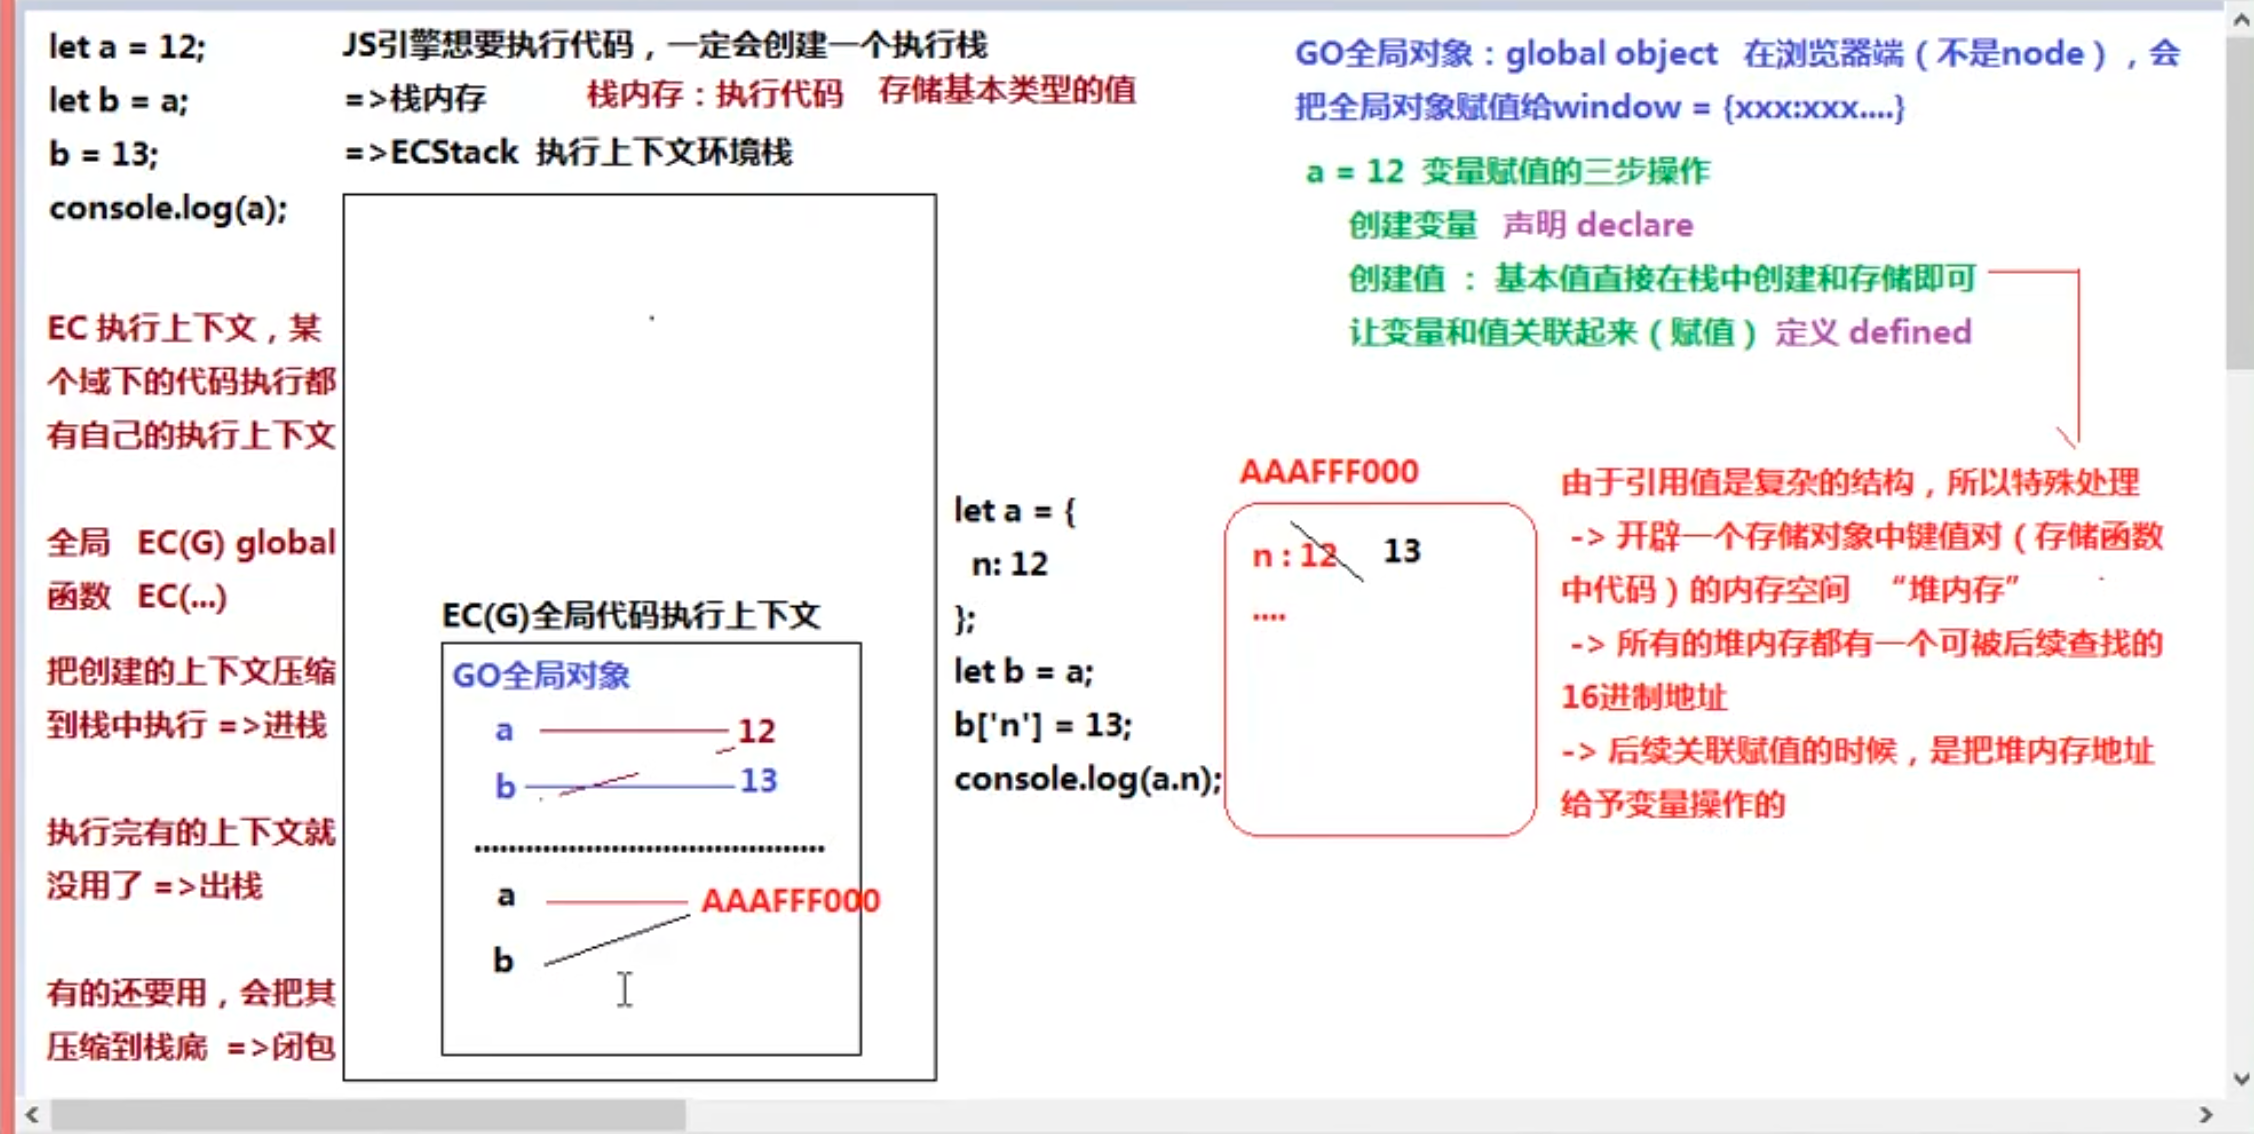 let a = 12;
let b = a;
b = 13;
console.log(a);
JS引擎想要执行代码，一定会创建一个执行栈
=>栈内存 栈内存：执行代码 存储基本类型的值
=>ECStack 执行上下文环境栈
GO全局对象：global object 在浏览器端（不是node），会
把全局对象赋值给window = {xxx:xxx....}
a = 12 变量赋值的三步操作
创建变量 声明 declare
创建值 ： 基本值直接在栈中创建和存储即可
让变量和值关联起来（赋值）定义 defined
EC 执行上下文，某
个域下的代码执行都
有自己的执行上下文
全局 EC(G) global
函数 EC(...)
把创建的上下文压缩
到栈中执行 =>进栈
执行完有的上下文就
没用了 =>出栈
有的还要用，会把其
压缩到栈底 =>闭包
EC(G)全局代码执行上下文
GO全局对象
a 12
b 13
a AAAFFF000
b
let a = {
n: 12
};
let b = a;
b['n'] = 13;
console.log(a.n);
AAAFFF000
n : 12 13
....
由于引用值是复杂的结构，所以特殊处理
-> 开辟一个存储对象中键值对（存储函数
中代码）的内存空间 “堆内存”
-> 所有的堆内存都有一个可被后续查找的
16进制地址
-> 后续关联赋值的时候，是把堆内存地址
给予变量操作的